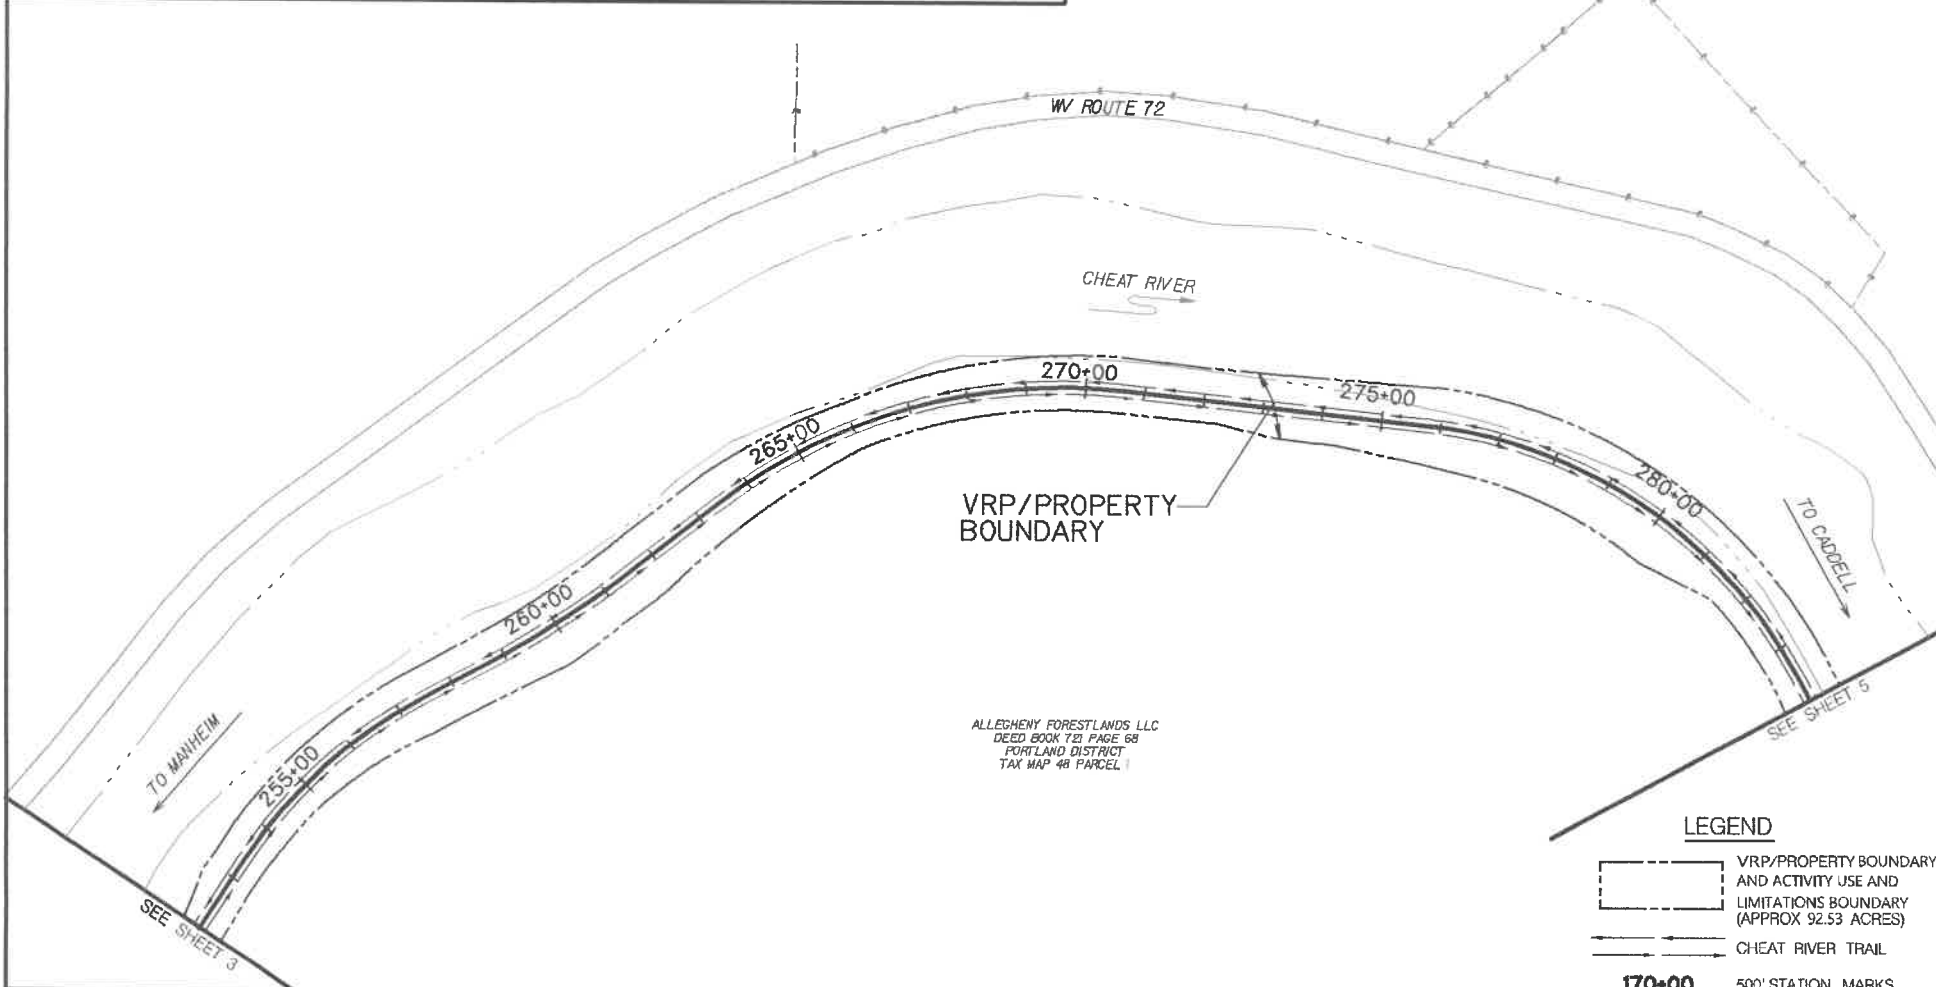 WV ROUTE 72
CHEAT RIVER
270+00
275+00
265+00
280+00
VRP/PROPERTY
BOUNDARY
TO CADDELL
260+00
255+00
TO MANHEIM
SEE SHEET 5
ALLEGHENY FORESTLANDS LLC
DEED BOOK 721 PAGE 68
PORTLAND DISTRICT
TAX MAP 48 PARCEL 1
SEE SHEET 3
LEGEND
VRP/PROPERTY BOUNDARY
AND ACTIVITY USE AND
LIMITATIONS BOUNDARY
(APPROX 92.53 ACRES)
CHEAT RIVER TRAIL
170+00 500' STATION MARKS